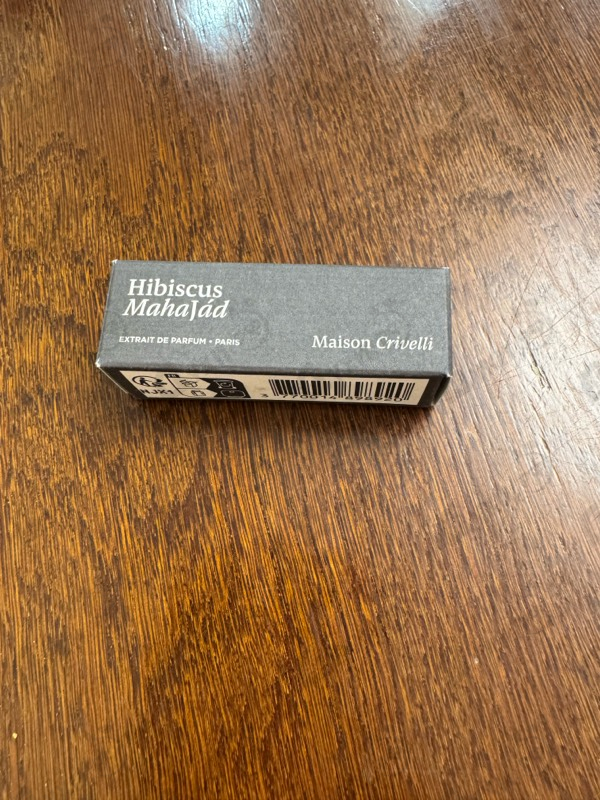 Hibiscus
MahaJád
EXTRAIT DE PARFUM • PARIS
Maison Crivelli